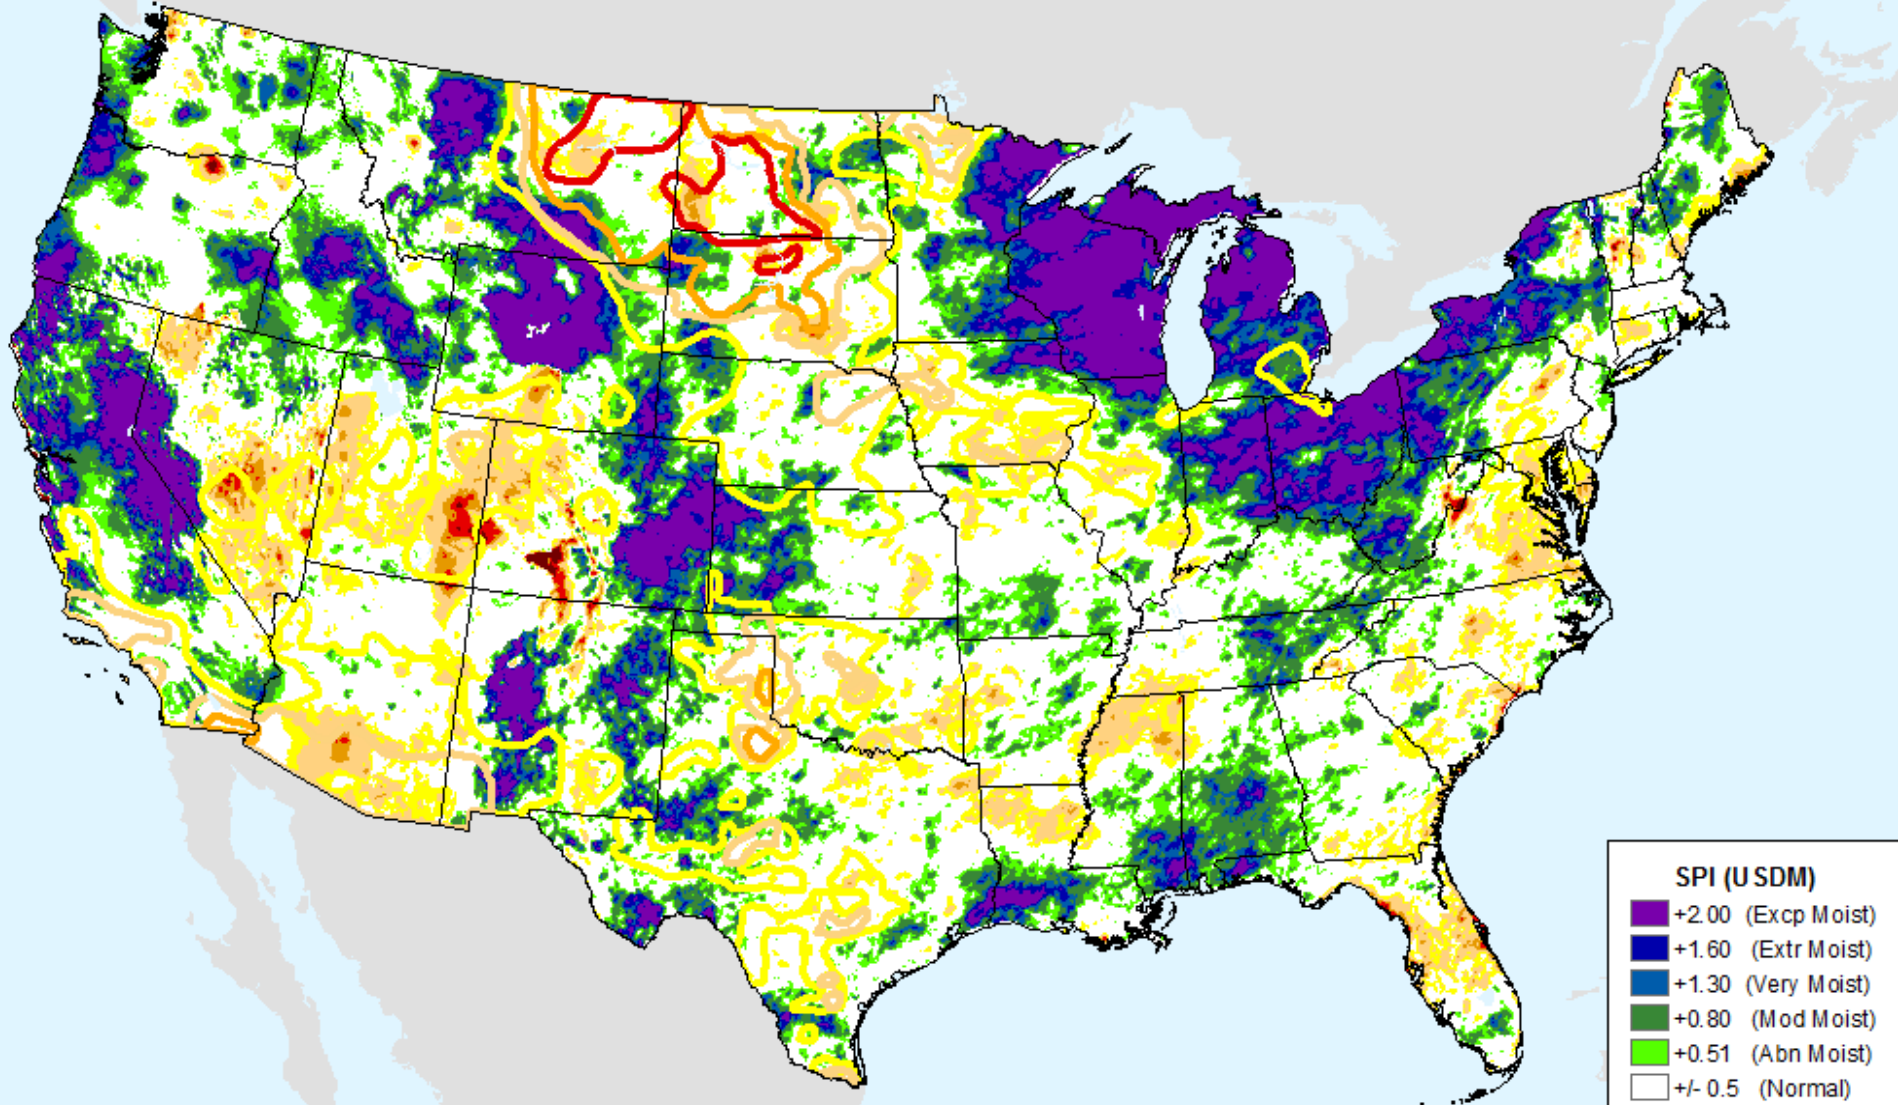 SPI (USDM)
+2.00 (Excp Moist)
+1.60 (Extr Moist)
+1.30 (Very Moist)
+0.80 (Mod Moist)
+0.51 (Abn Moist)
+/- 0.5 (Normal)